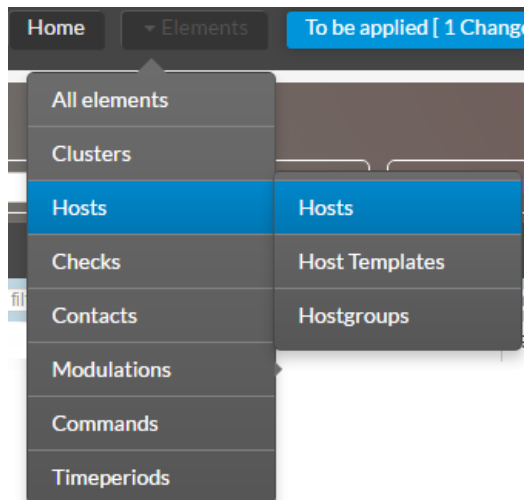 Home Elements To be applied [ 1 Change
All elements
Clusters
Hosts
Hosts
Checks
Host Templates
Contacts
Hostgroups
Modulations
Commands
Timeperiods